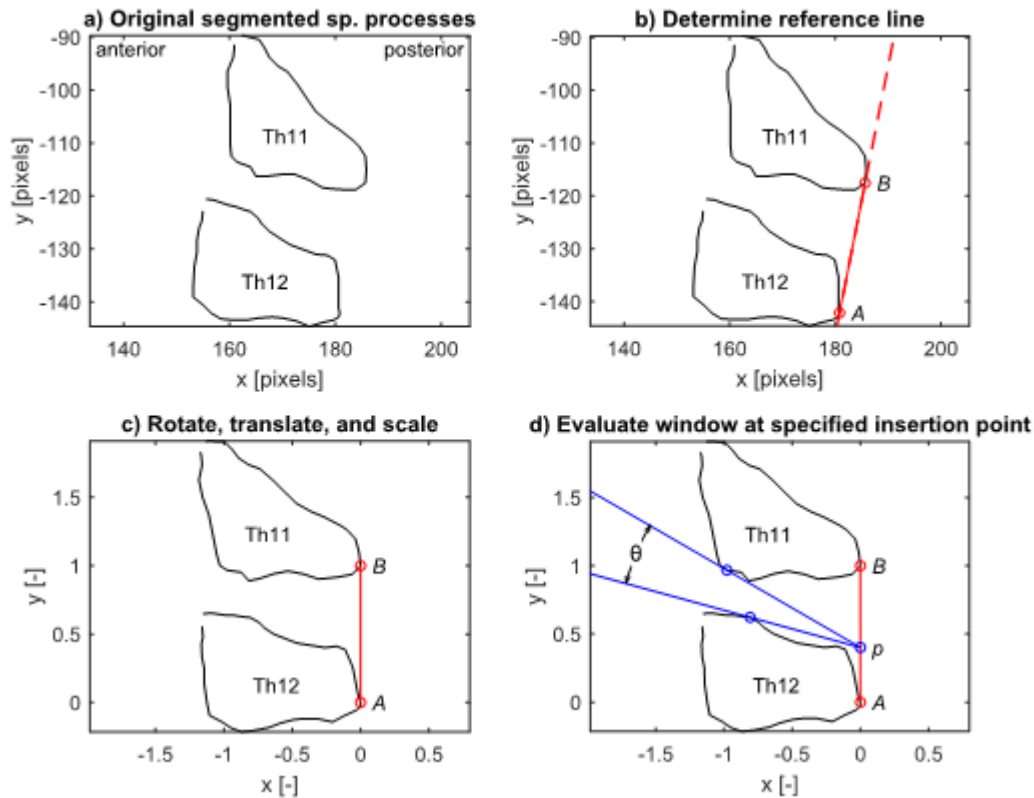 a) Original segmented sp. processes
anterior
posterior
Th11
Th12
-90
-100
-110
-120
-130
-140
y [pixels]
140
160
180
200
x [pixels]
b) Determine reference line
Th11
B
Th12
A
-90
-100
-110
-120
-130
-140
y [pixels]
140
160
180
200
x [pixels]
c) Rotate, translate, and scale
Th11
B
Th12
A
1.5
1
0.5
0
y [-]
-1.5
-1
-0.5
0
0.5
x [-]
d) Evaluate window at specified insertion point
Th11
θ
B
p
Th12
A
1.5
1
0.5
0
y [-]
-1.5
-1
-0.5
0
0.5
x [-]